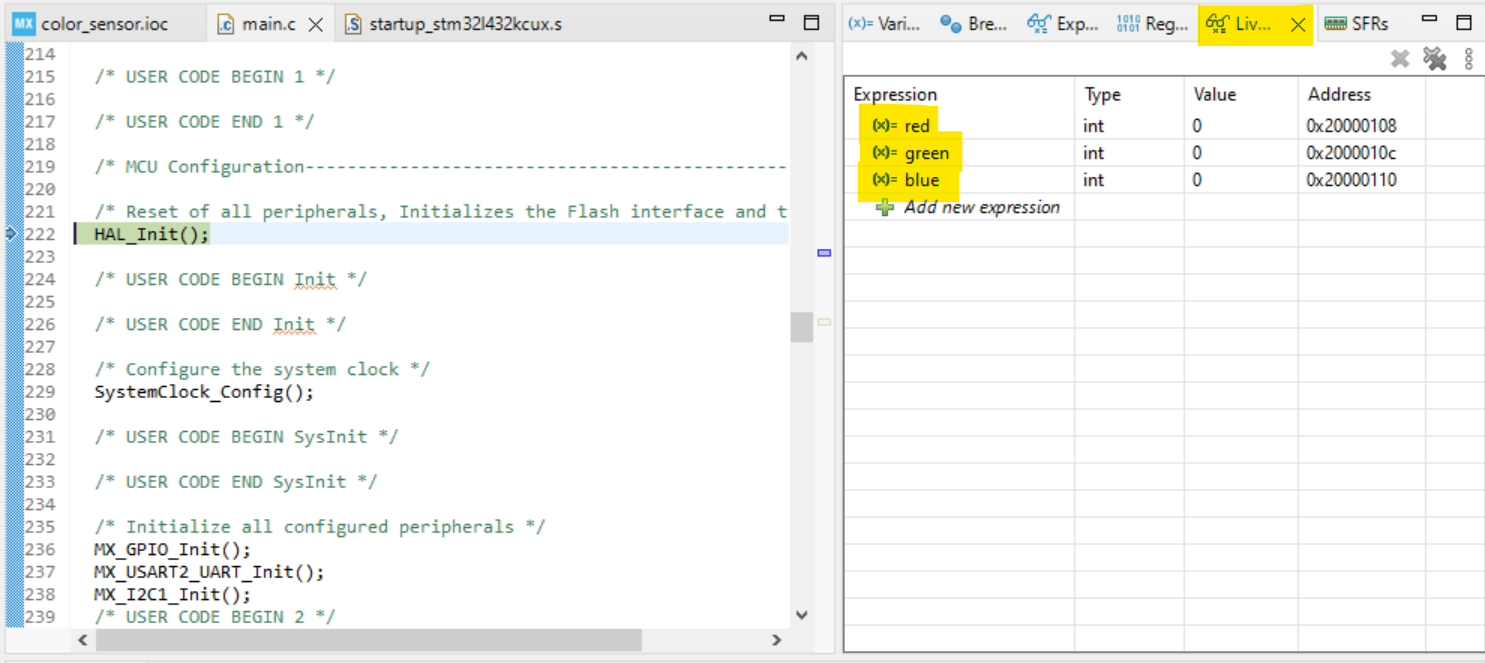 MX color_sensor.ioc
.c main.c
.S startup_stm32l432kcux.s
214
215 /* USER CODE BEGIN 1 */
216
217 /* USER CODE END 1 */
218
219 /* MCU Configuration----------------------------------------------
220
221 /* Reset of all peripherals, Initializes the Flash interface and t
222 HAL_Init();
223
224 /* USER CODE BEGIN Init */
225
226 /* USER CODE END Init */
227
228 /* Configure the system clock */
229 SystemClock_Config();
230
231 /* USER CODE BEGIN SysInit */
232
233 /* USER CODE END SysInit */
234
235 /* Initialize all configured peripherals */
236 MX_GPIO_Init();
237 MX_USART2_UART_Init();
238 MX_I2C1_Init();
239 /* USER CODE BEGIN 2 */
(x)= Vari... Bre... Exp... 1010 0101 Reg... Liv... SFRs
Expression Type Value Address
(x)= red int 0 0x20000108
(x)= green int 0 0x2000010c
(x)= blue int 0 0x20000110
Add new expression